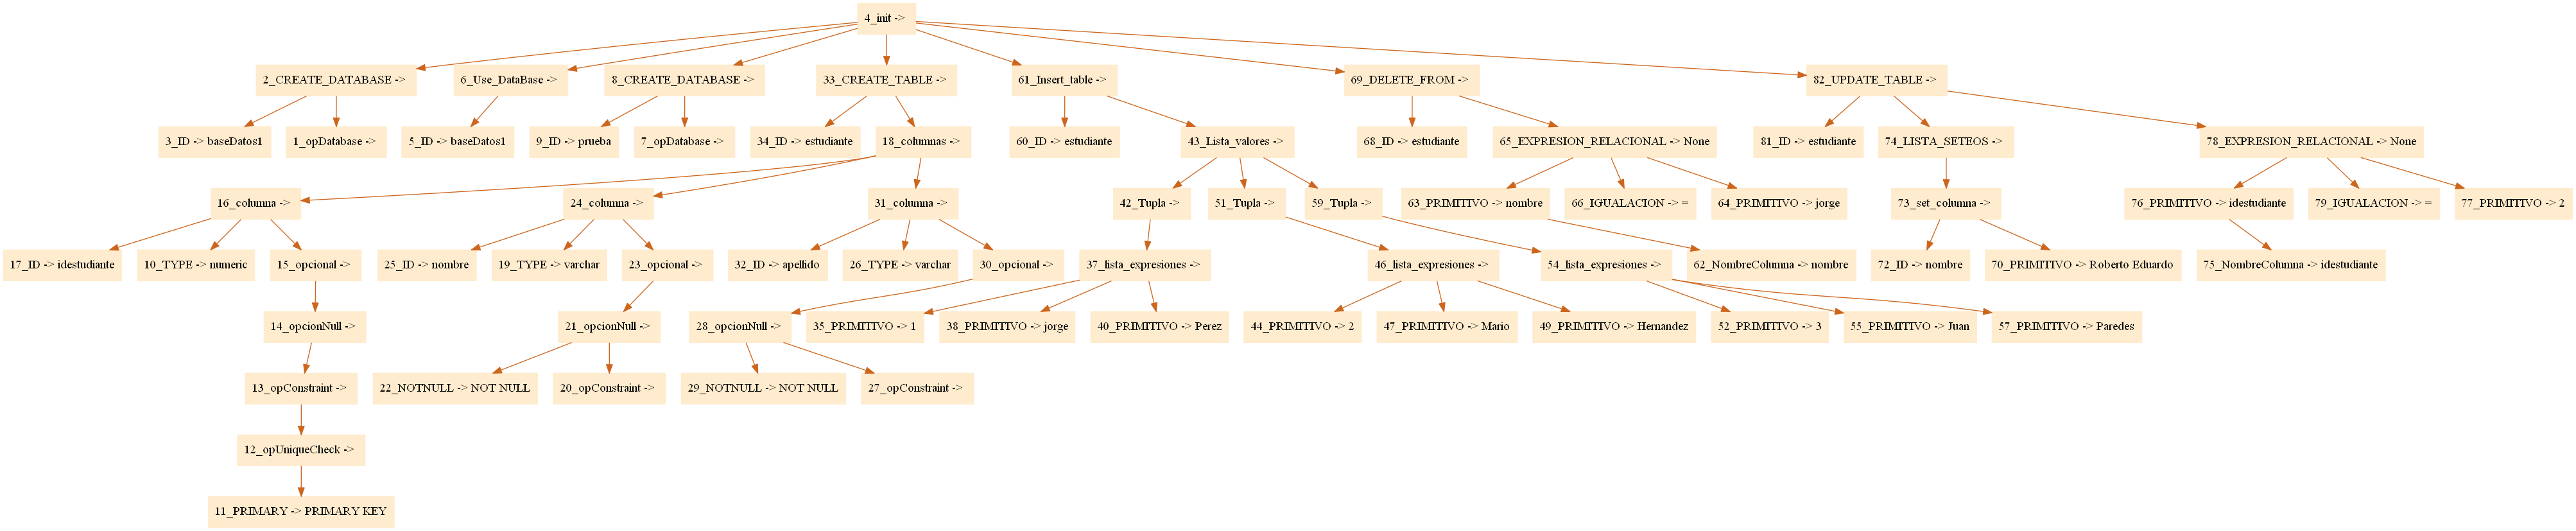 4_init ->
2_CREATE_DATABASE ->
6_Use_DataBase ->
8_CREATE_DATABASE ->
33_CREATE_TABLE ->
61_Insert_table ->
69_DELETE_FROM ->
82_UPDATE_TABLE ->
3_ID -> baseDatos1
1_opDatabase ->
5_ID -> baseDatos1
9_ID -> prueba
7_opDatabase ->
34_ID -> estudiante
18_columnas ->
60_ID -> estudiante
43_Lista_valores ->
68_ID -> estudiante
65_EXPRESION_RELACIONAL -> None
81_ID -> estudiante
74_LISTA_SETEOS ->
78_EXPRESION_RELACIONAL -> None
16_columna ->
24_columna ->
31_columna ->
42_Tupla ->
51_Tupla ->
59_Tupla ->
63_PRIMITIVO -> nombre
66_IGUALACION -> =
64_PRIMITIVO -> jorge
73_set_columna ->
76_PRIMITIVO -> idestudiante
79_IGUALACION -> =
77_PRIMITIVO -> 2
17_ID -> idestudiante
10_TYPE -> numeric
15_opcional ->
25_ID -> nombre
19_TYPE -> varchar
23_opcional ->
32_ID -> apellido
26_TYPE -> varchar
30_opcional ->
37_lista_expresiones ->
46_lista_expresiones ->
54_lista_expresiones ->
62_NombreColumna -> nombre
72_ID -> nombre
70_PRIMITIVO -> Roberto Eduardo
75_NombreColumna -> idestudiante
14_opcionNull ->
21_opcionNull ->
28_opcionNull ->
35_PRIMITIVO -> 1
38_PRIMITIVO -> jorge
40_PRIMITIVO -> Perez
44_PRIMITIVO -> 2
47_PRIMITIVO -> Mario
49_PRIMITIVO -> Hernandez
52_PRIMITIVO -> 3
55_PRIMITIVO -> Juan
57_PRIMITIVO -> Paredes
13_opConstraint ->
22_NOTNULL -> NOT NULL
20_opConstraint ->
29_NOTNULL -> NOT NULL
27_opConstraint ->
12_opUniqueCheck ->
11_PRIMARY -> PRIMARY KEY